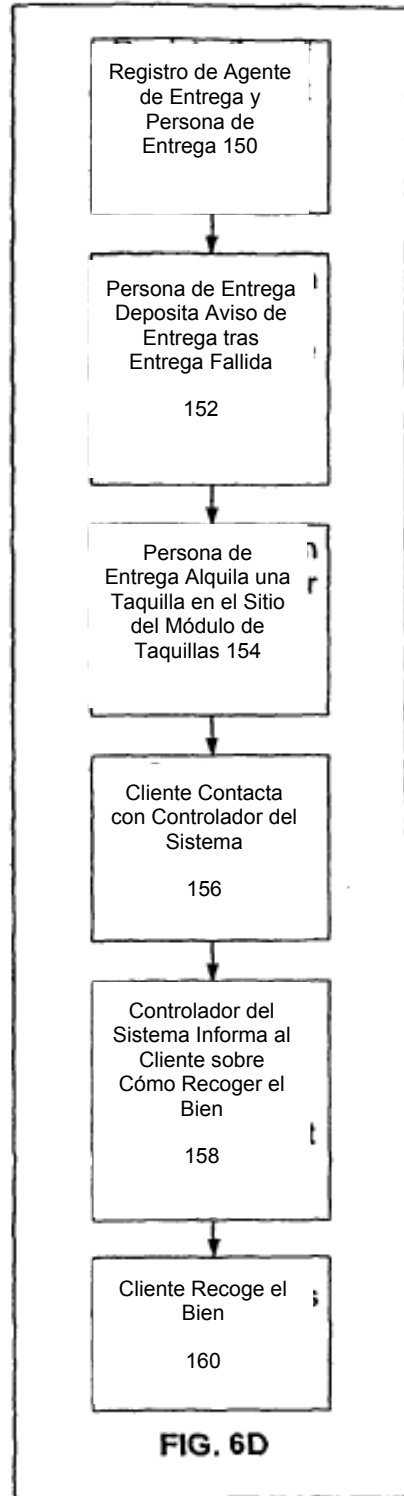 Registro de Agente
de Entrega y
Persona de
Entrega 150
Persona de Entrega
Deposita Aviso de
Entrega tras
Entrega Fallida
152
Persona de
Entrega Alquila una
Taquilla en el Sitio
del Módulo de
Taquillas 154
Cliente Contacta
con Controlador del
Sistema
156
Controlador del
Sistema Informa al
Cliente sobre
Cómo Recoger el
Bien
158
Cliente Recoge el
Bien
160
FIG. 6D